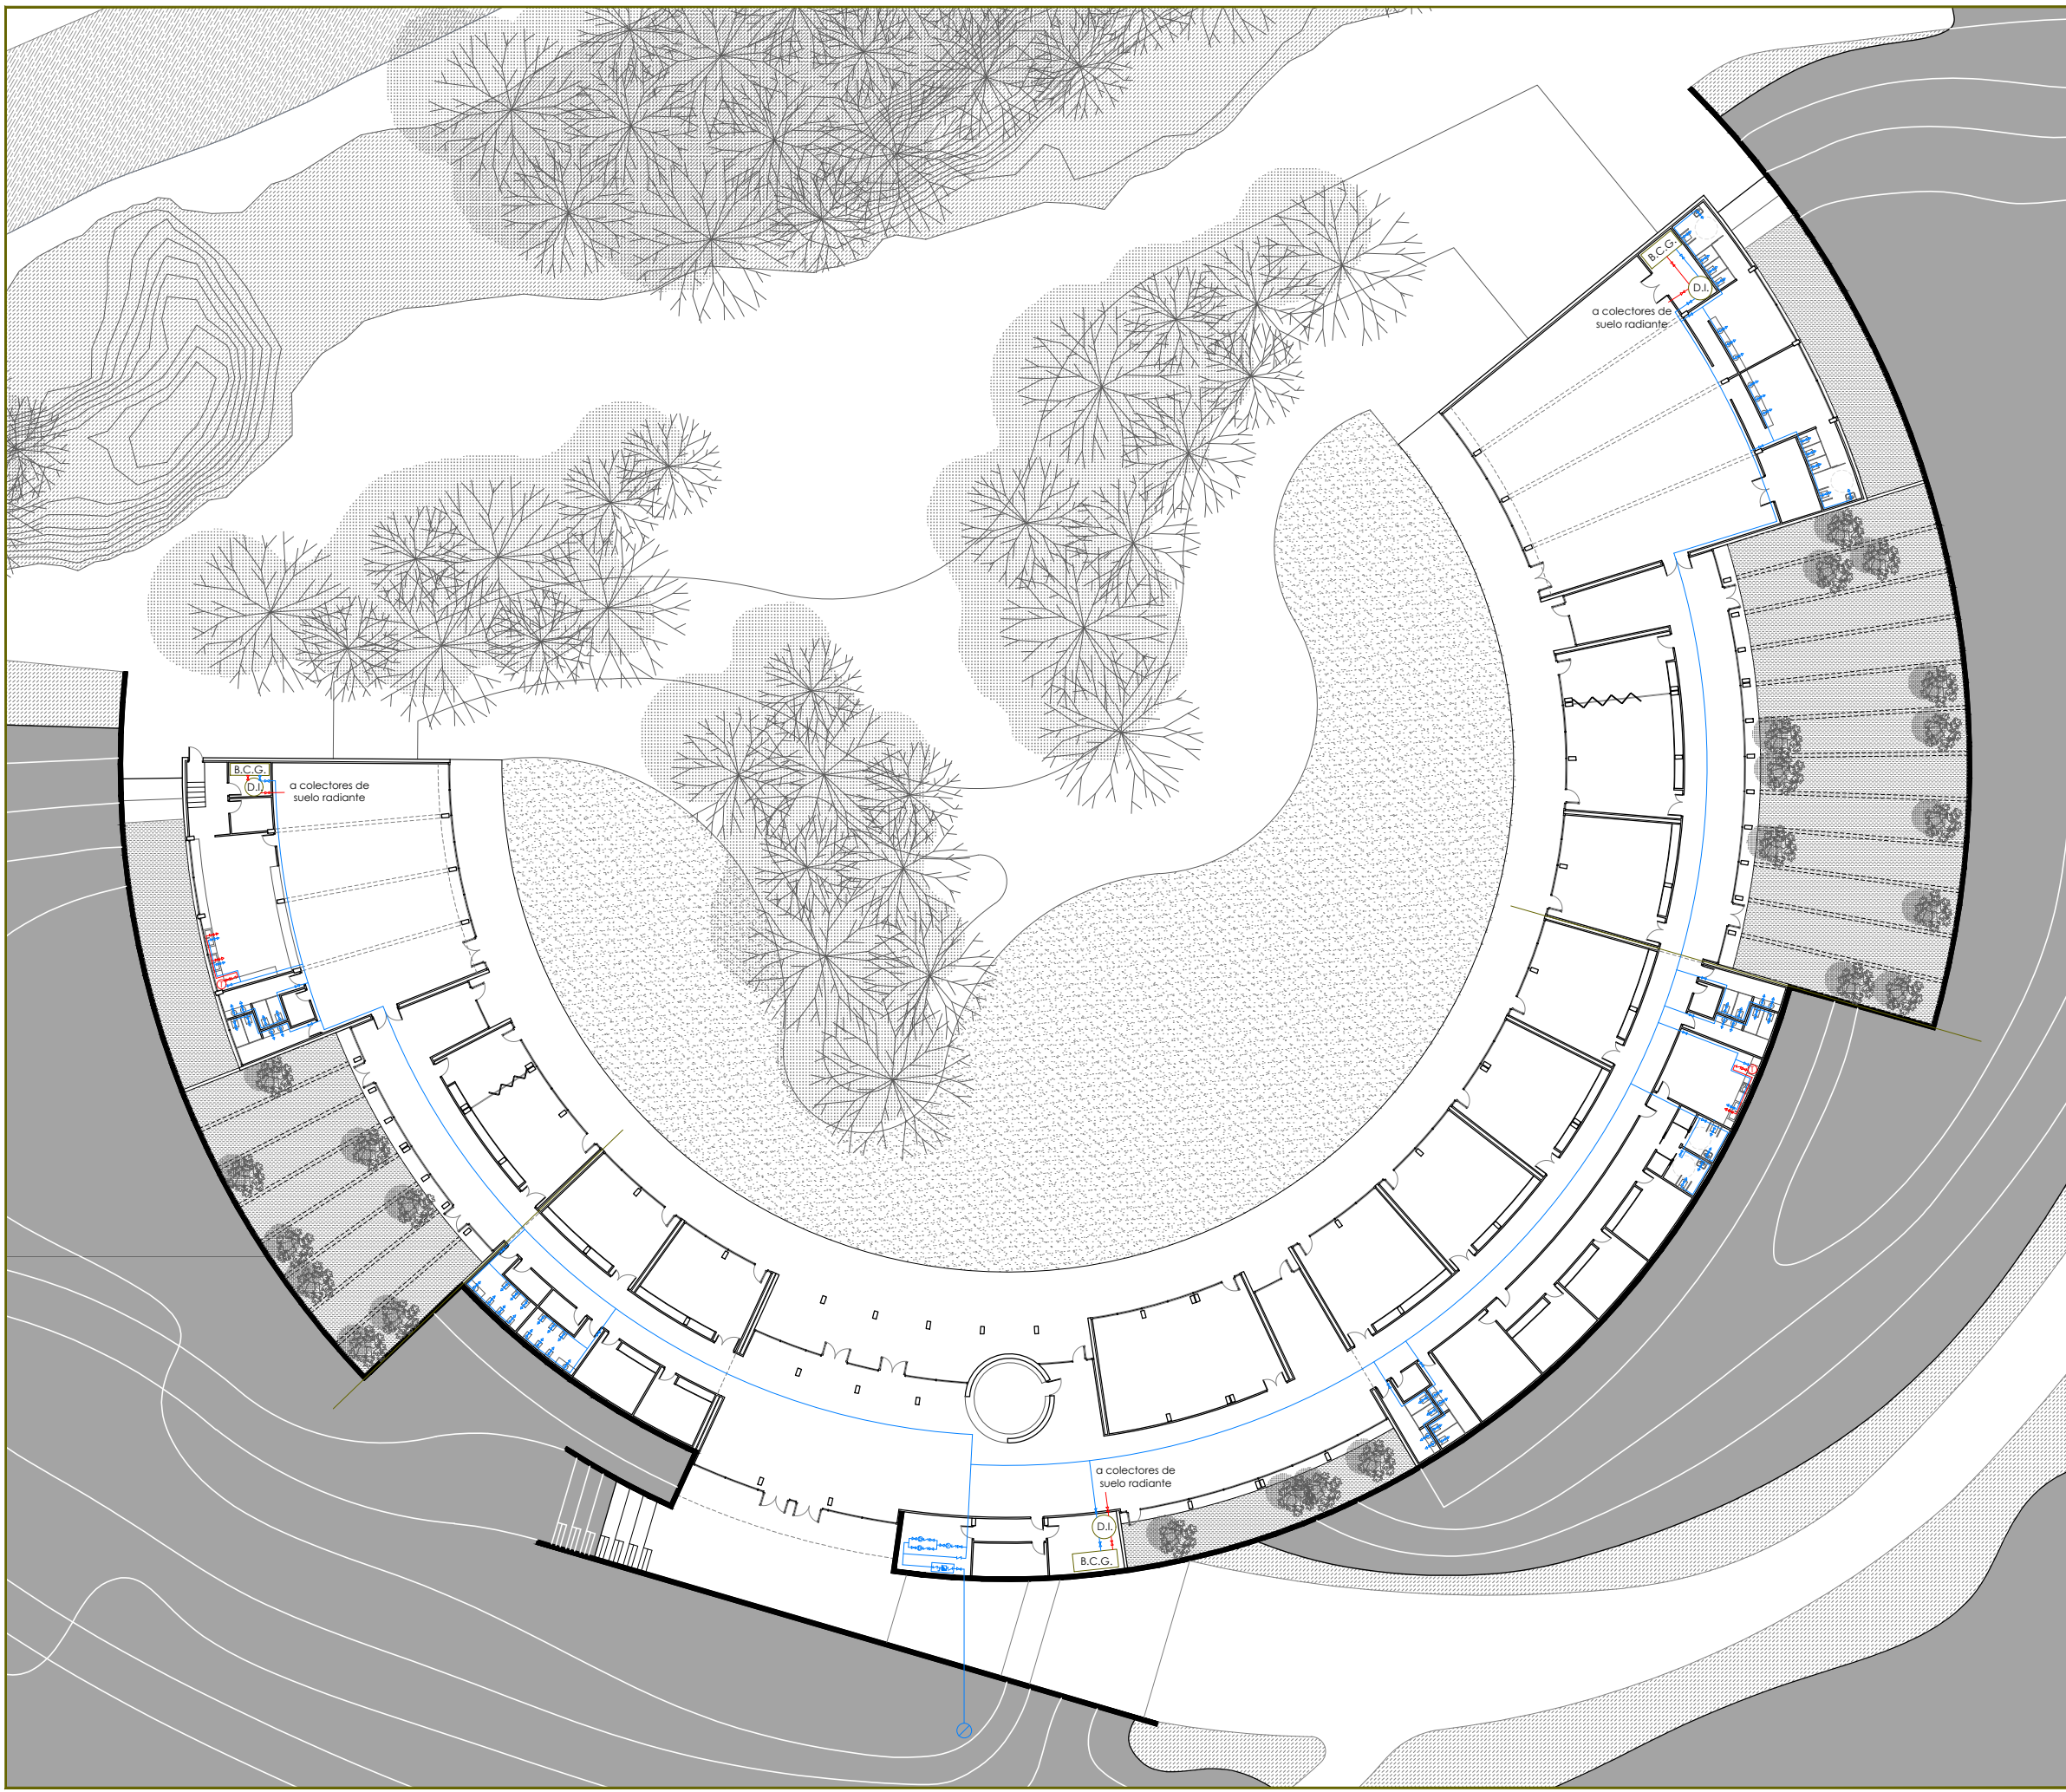 B.C.G.
D.I.
a colectores de
suelo radiante
B.C.G.
D.I.
a colectores de
suelo radiante
a colectores de
suelo radiante
D.I.
B.C.G.